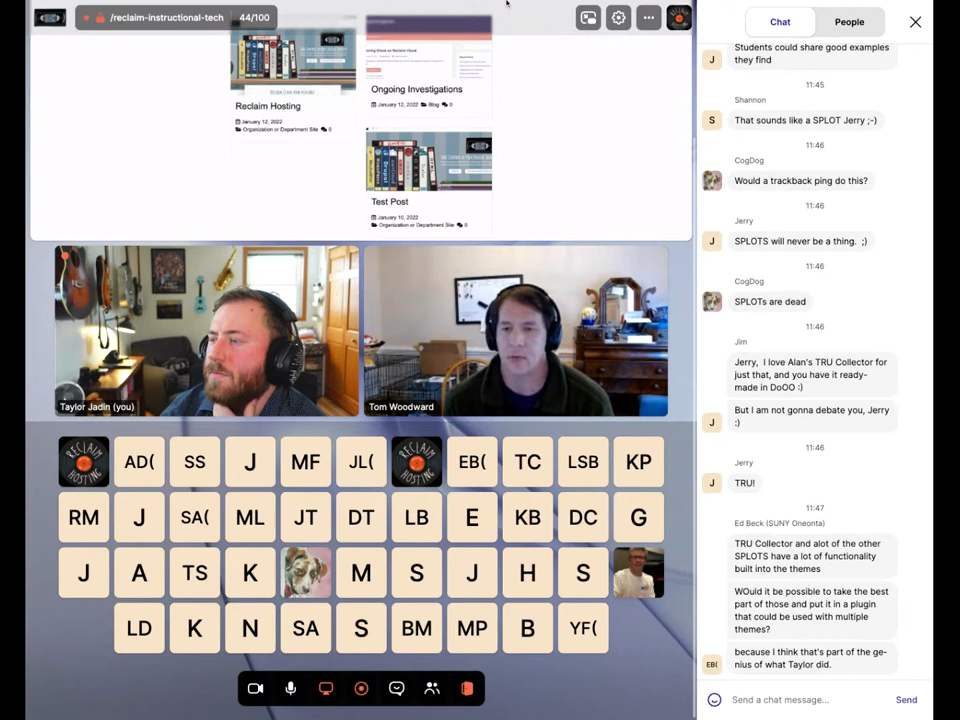 /reclaim-instructional-tech 44/100
Reclaim Hosting
January 12, 2022
Organization or Department Site 0
Ongoing Investigations
January 12, 2022 Blog 0
Test Post
January 10, 2022
Organization or Department Site 0
Taylor Jadin (you)
Tom Woodward
RECLAIM HOSTING AD( SS J MF JL( RECLAIM HOSTING EB( TC LSB KP
RM J SA( ML JT DT LB E KB DC G
J A TS K M S J H S
LD K N SA S BM MP B YF(
Chat People
Students could share good examples
they find
J
11:45
Shannon
S That sounds like a SPLOT Jerry ;-)
11:46
CogDog
Would a trackback ping do this?
11:46
Jerry
J SPLOTS will never be a thing. ;)
11:46
CogDog
SPLOTs are dead
11:46
Jim
Jerry, I love Alan's TRU Collector for
just that, and you have it ready-
made in DoOO :)
But I am not gonna debate you, Jerry
:)
J
11:46
Jerry
J TRU!
11:47
Ed Beck (SUNY Oneonta)
TRU Collector and alot of the other
SPLOTS have a lot of functionality
built into the themes
WOuld it be possible to take the best
part of those and put it in a plugin
that could be used with multiple
themes?
because I think that's part of the ge-
nius of what Taylor did.
EB(
Send a chat message... Send